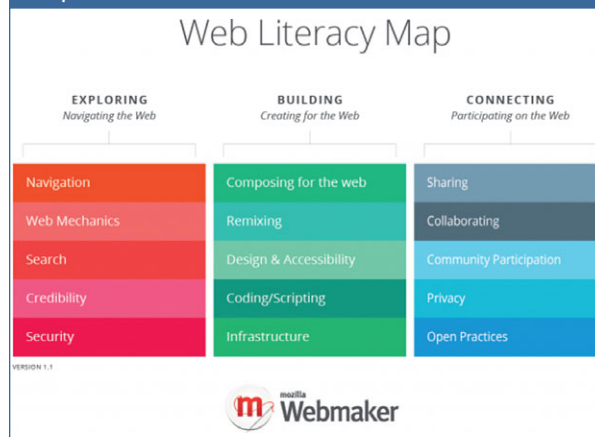 Web Literacy Map
EXPLORING
Navigating the Web
BUILDING
Creating for the Web
CONNECTING
Participating on the Web
Navigation
Web Mechanics
Search
Credibility
Security
Composing for the web
Remixing
Design & Accessibility
Coding/Scripting
Infrastructure
Sharing
Collaborating
Community Participation
Privacy
Open Practices
VERSION 1.1
m
mozilla
Webmaker